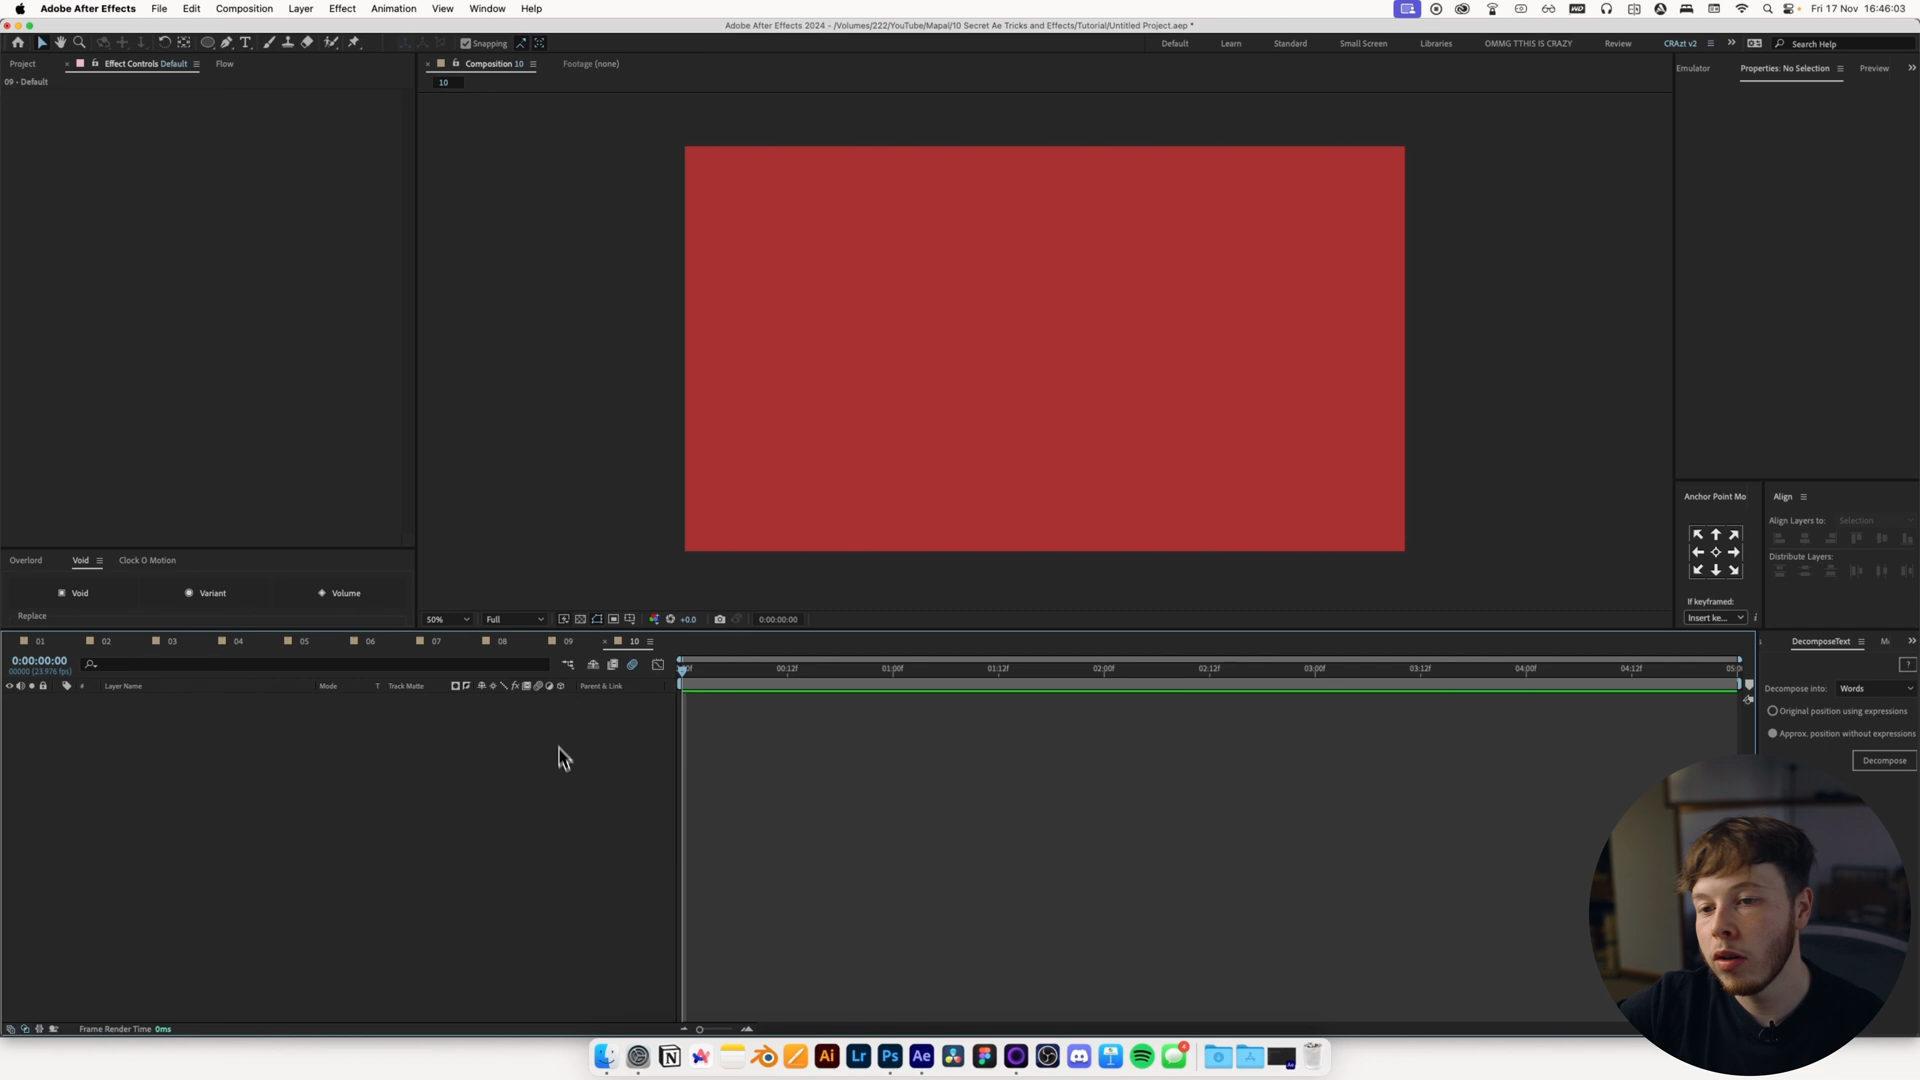 Adobe After Effects File Edit Composition Layer Effect Animation View Window Help
Fri 17 Nov 16:46:03
Adobe After Effects 2024 - /Volumes/222/YouTube/Mapal/10 Secret Ae Tricks and Effects/Tutorial/Untitled Project.aep *
Snapping
Default Learn Standard Small Screen Libraries OMMG TTHIS IS CRAZY Review CRAzt v2
Search Help
Project Effect Controls Default Flow
Composition 10 Footage (none)
Emulator Properties: No Selection Preview
09 - Default
10
Anchor Point Mo
Align
Align Layers to: Selection
Distribute Layers:
If keyframed:
Insert ke...
Overlord Void Clock O Motion
Void Variant Volume
Replace
50% Full +0.0 0:00:00:00
01 02 03 04 05 06 07 08 09 10
0:00:00:00
00000 (23.976 fps)
00:12f 01:00f 01:12f 02:00f 02:12f 03:00f 03:12f 04:00f 04:12f
# Layer Name Mode T Track Matte fx Parent & Link
DecomposeText
?
Decompose into: Words
Original position using expressions
Approx. position without expressions
Decompose
Frame Render Time 0ms
N Ai Lr Ps Ae 4